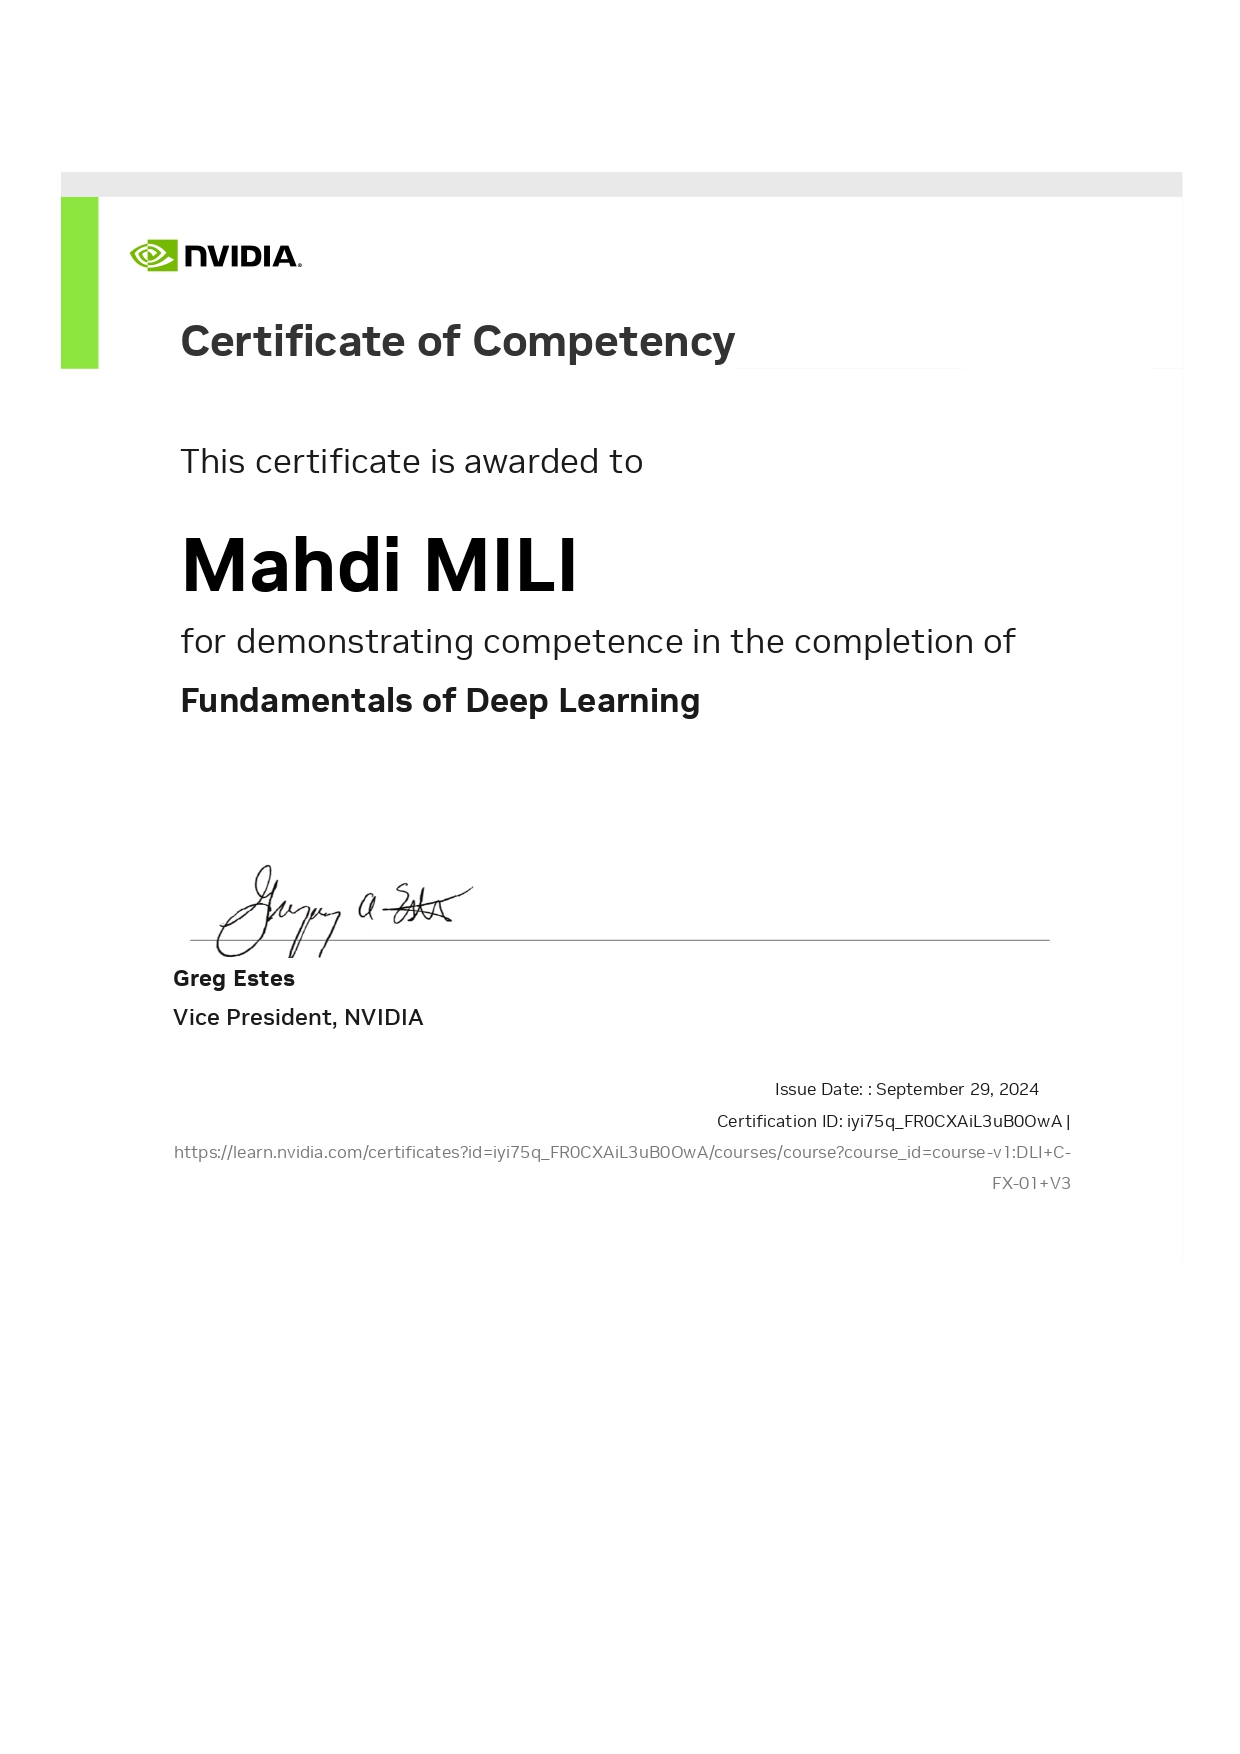 NVIDIA®
Certificate of Competency
This certificate is awarded to
Mahdi MILI
for demonstrating competence in the completion of
Fundamentals of Deep Learning
Greg Estes
Vice President, NVIDIA
Issue Date: : September 29, 2024
Certification ID: iyi75q_FR0CXAiL3uB0OwA |
https://learn.nvidia.com/certificates?id=iyi75q_FR0CXAiL3uB0OwA/courses/course?course_id=course-v1:DLI+C-
FX-01+V3